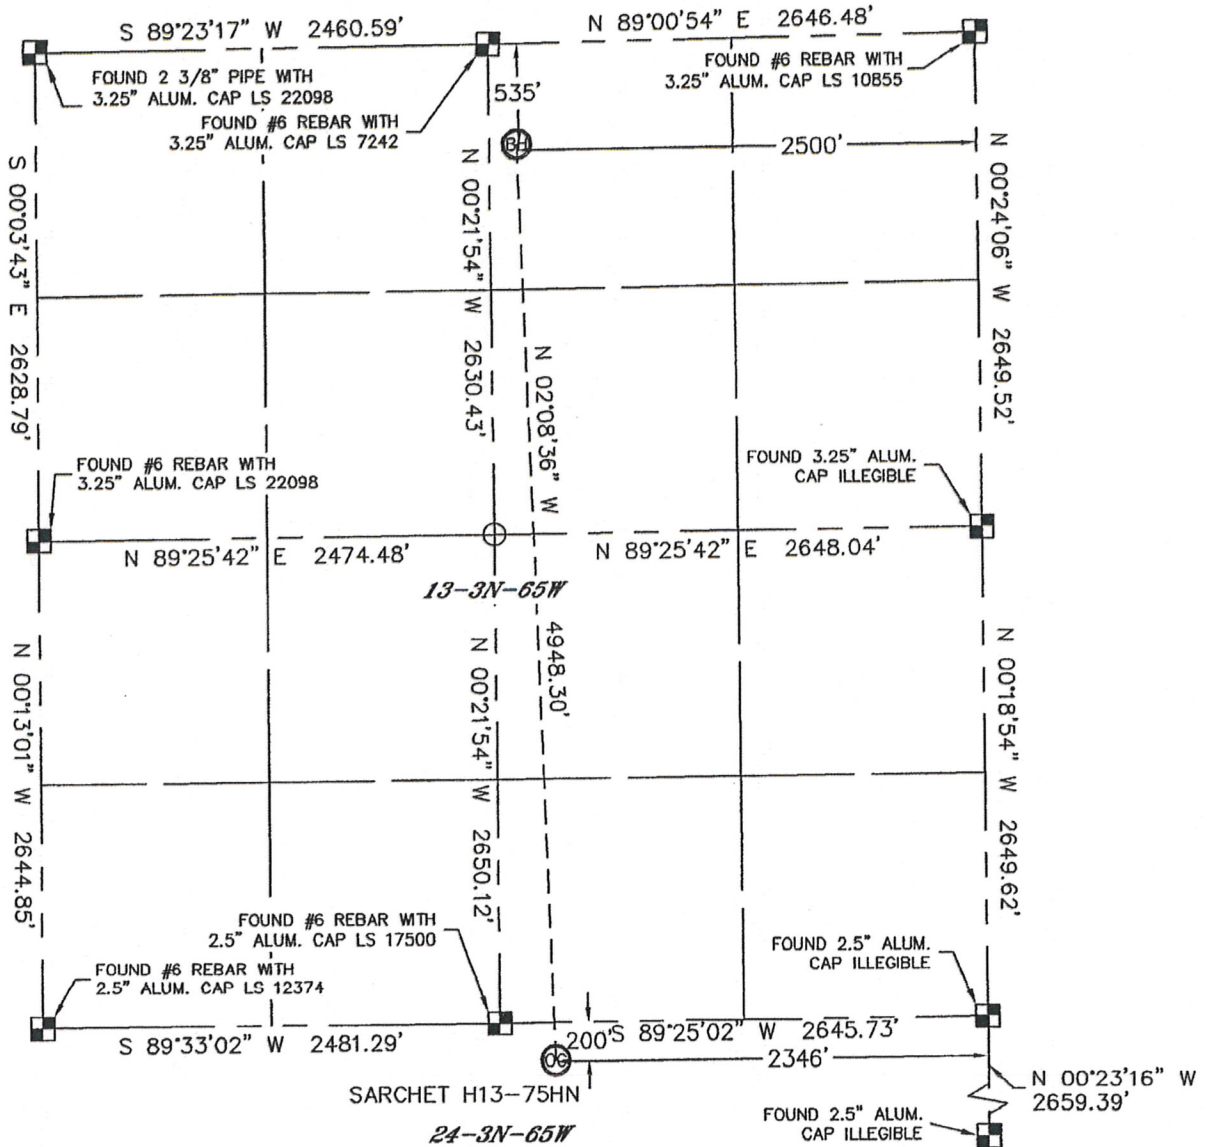 S 89°23'17" W 2460.59'
N 89°00'54" E 2646.48'
FOUND 2 3/8" PIPE WITH
3.25" ALUM. CAP LS 22098
FOUND #6 REBAR WITH
3.25" ALUM. CAP LS 7242
535'
FOUND #6 REBAR WITH
3.25" ALUM. CAP LS 10855
BH
2500'
S 00°03'43" E 2628.79'
N 00°21'54" W 2630.43'
N 02°08'36" W 4948.30'
N 00°24'06" W 2649.52'
FOUND #6 REBAR WITH
3.25" ALUM. CAP LS 22098
FOUND 3.25" ALUM.
CAP ILLEGIBLE
N 89°25'42" E 2474.48'
N 89°25'42" E 2648.04'
13-3N-65W
N 00°13'01" W 2644.85'
N 00°21'54" W 2650.12'
N 00°18'54" W 2649.62'
FOUND #6 REBAR WITH
2.5" ALUM. CAP LS 17500
FOUND #6 REBAR WITH
2.5" ALUM. CAP LS 12374
FOUND 2.5" ALUM.
CAP ILLEGIBLE
S 89°33'02" W 2481.29'
200'
S 89°25'02" W 2645.73'
OG
2346'
SARCHET H13-75HN
N 00°23'16" W
2659.39'
24-3N-65W
FOUND 2.5" ALUM.
CAP ILLEGIBLE